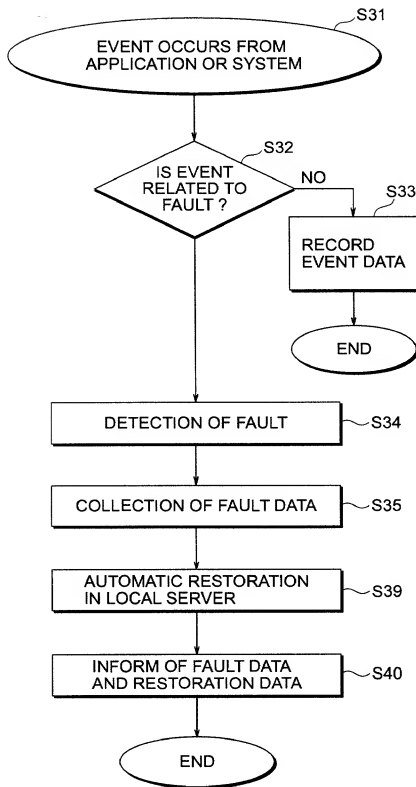 S31
EVENT OCCURS FROM
APPLICATION OR SYSTEM
S32
IS EVENT
RELATED TO
FAULT ?
NO
S33
RECORD
EVENT DATA
END
DETECTION OF FAULT
S34
COLLECTION OF FAULT DATA
S35
AUTOMATIC RESTORATION
IN LOCAL SERVER
S39
INFORM OF FAULT DATA
AND RESTORATION DATA
S40
END